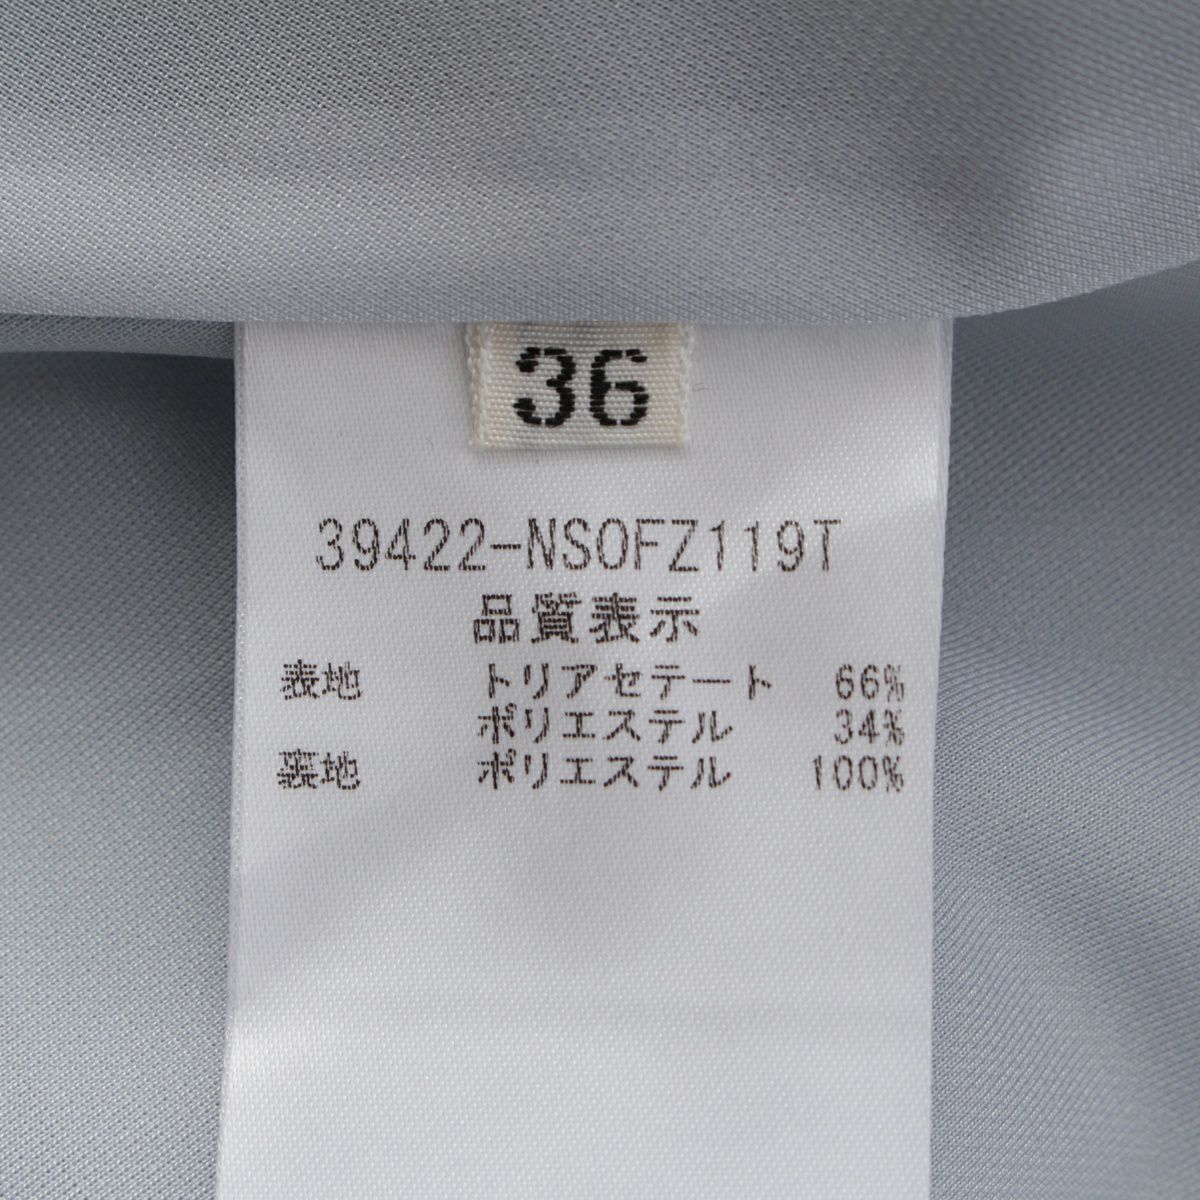 36
39422-NSOFZ119T
品質表示
表地 トリアセテート 66%
ポリエステル 34%
裏地 ポリエステル 100%